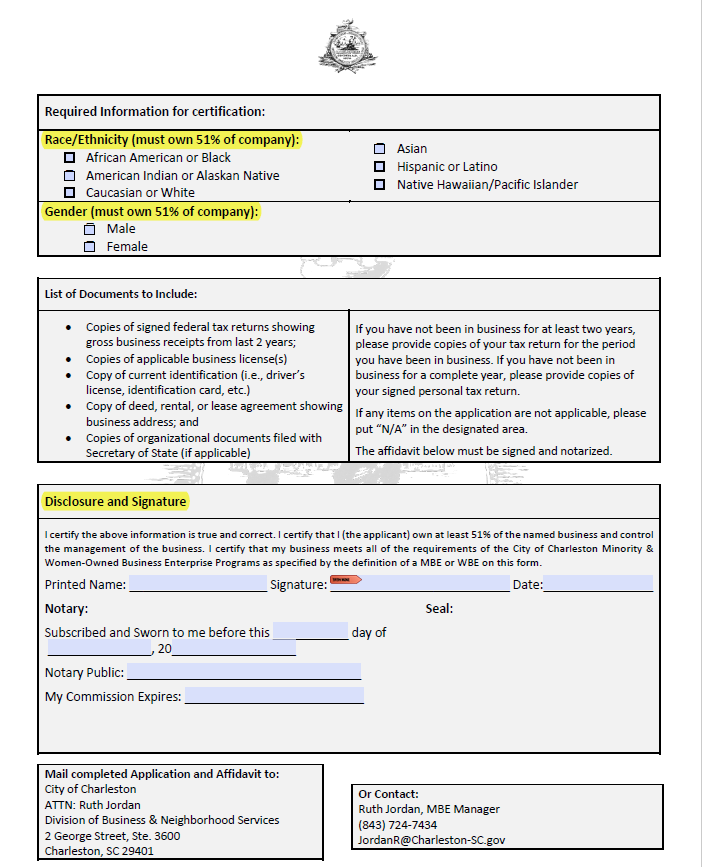 Required Information for certification:
Race/Ethnicity (must own 51% of company):
African American or Black
American Indian or Alaskan Native
Caucasian or White
Asian
Hispanic or Latino
Native Hawaiian/Pacific Islander
Gender (must own 51% of company):
Male
Female
List of Documents to Include:
• Copies of signed federal tax returns showing
gross business receipts from last 2 years;
• Copies of applicable business license(s)
• Copy of current identification (i.e., driver's
license, identification card, etc.)
• Copy of deed, rental, or lease agreement showing
business address; and
• Copies of organizational documents filed with
Secretary of State (if applicable)
If you have not been in business for at least two years,
please provide copies of your tax return for the period
you have been in business. If you have not been in
business for a complete year, please provide copies of
your signed personal tax return.
If any items on the application are not applicable, please
put “N/A” in the designated area.
The affidavit below must be signed and notarized.
Disclosure and Signature
I certify the above information is true and correct. I certify that I (the applicant) own at least 51% of the named business and control
the management of the business. I certify that my business meets all of the requirements of the City of Charleston Minority &
Women-Owned Business Enterprise Programs as specified by the definition of a MBE or WBE on this form.
Printed Name: Signature: Date:
Notary: Seal:
Subscribed and Sworn to me before this day of
, 20
Notary Public:
My Commission Expires:
Mail completed Application and Affidavit to:
City of Charleston
ATTN: Ruth Jordan
Division of Business & Neighborhood Services
2 George Street, Ste. 3600
Charleston, SC 29401
Or Contact:
Ruth Jordan, MBE Manager
(843) 724-7434
JordanR@Charleston-SC.gov